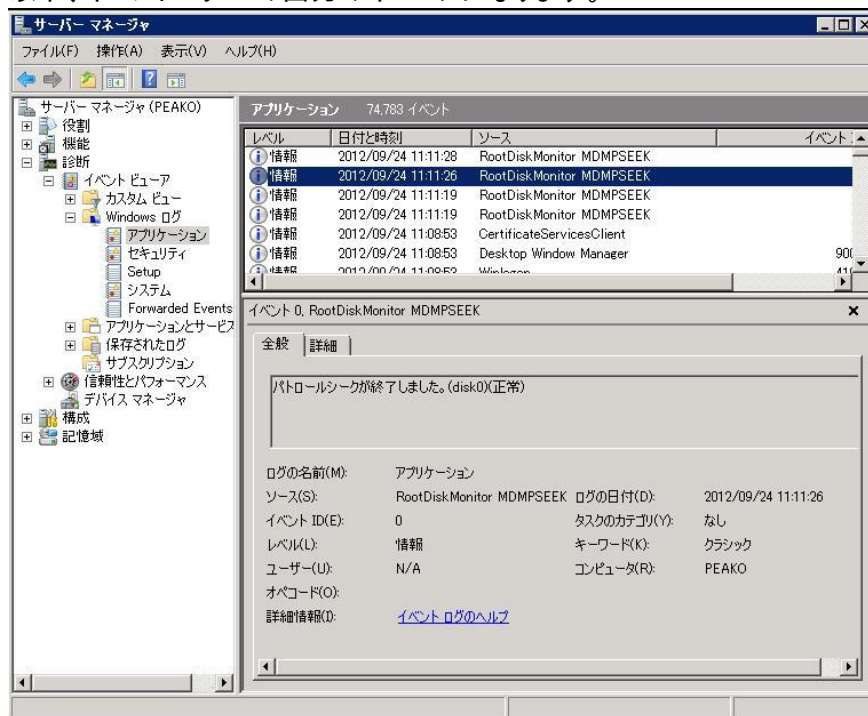 サーバー マネージャ
ファイル(F) 操作(A) 表示(V) ヘルプ(H)
サーバー マネージャ (PEAKO)
役割
機能
診断
イベント ビューア
カスタム ビュー
Windows ログ
アプリケーション
セキュリティ
Setup
システム
Forwarded Events
アプリケーションとサービス
保存されたログ
サブスクリプション
信頼性とパフォーマンス
デバイス マネージャ
構成
記憶域
アプリケーション 74,783 イベント
レベル 日付と時刻 ソース イベント
情報 2012/09/24 11:11:28 RootDiskMonitor MDMPSEEK
情報 2012/09/24 11:11:26 RootDiskMonitor MDMPSEEK
情報 2012/09/24 11:11:19 RootDiskMonitor MDMPSEEK
情報 2012/09/24 11:11:19 RootDiskMonitor MDMPSEEK
情報 2012/09/24 11:08:53 CertificateServicesClient
情報 2012/09/24 11:08:53 Desktop Window Manager 900
情報 2012/09/24 11:08:53 Winlogon
イベント 0, RootDiskMonitor MDMPSEEK
全般 詳細
パトロールシークが終了しました。(disk0)(正常)
ログの名前(M): アプリケーション
ソース(S): RootDiskMonitor MDMPSEEK ログの日付(D): 2012/09/24 11:11:26
イベント ID(E): 0 タスクのカテゴリ(Y): なし
レベル(L): 情報 キーワード(K): クラシック
ユーザー(U): N/A コンピュータ(R): PEAKO
オペコード(O):
詳細情報(I): イベント ログのヘルプ